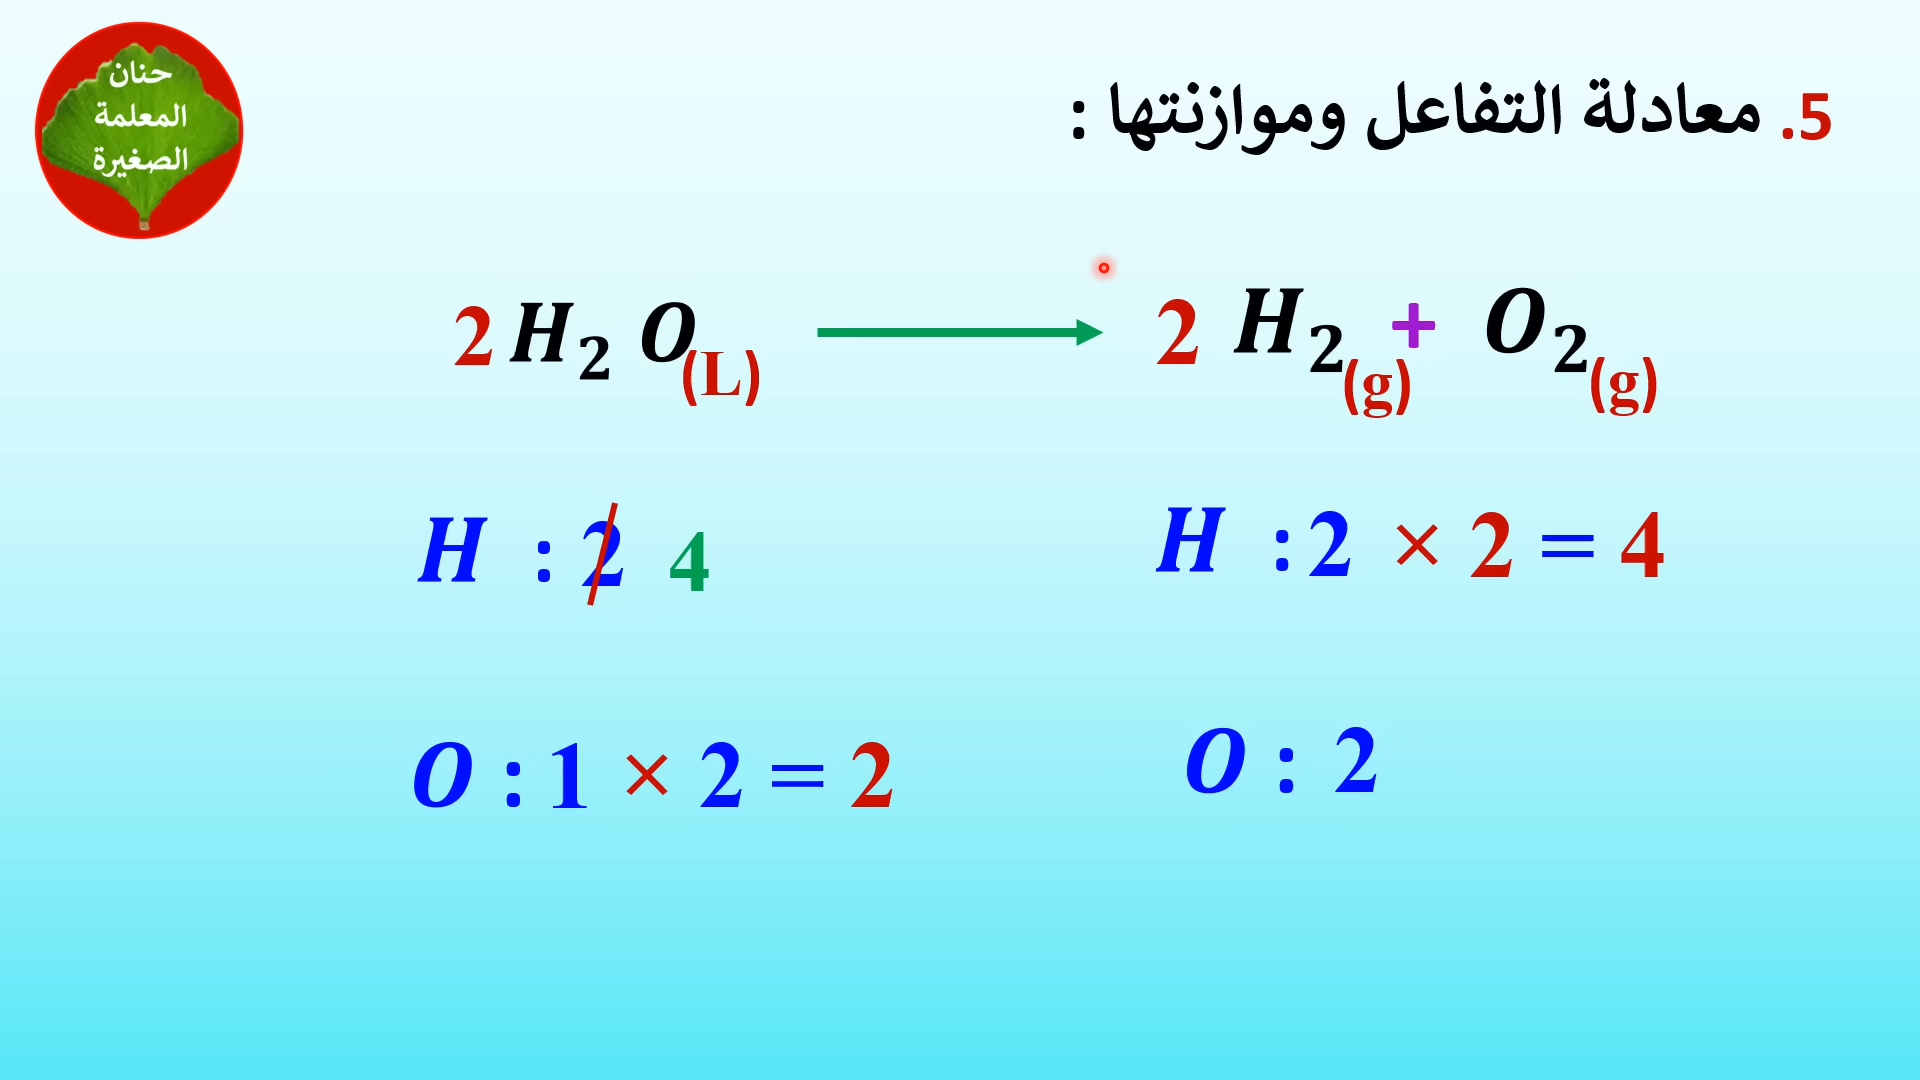 حنان
المعلمة
الصغيرة
5. معادلة التفاعل وموازنتها :
2 H₂ O(L) → 2 H₂(g) + O₂(g)
H : 2 4 H : 2 × 2 = 4
O : 1 × 2 = 2 O : 2